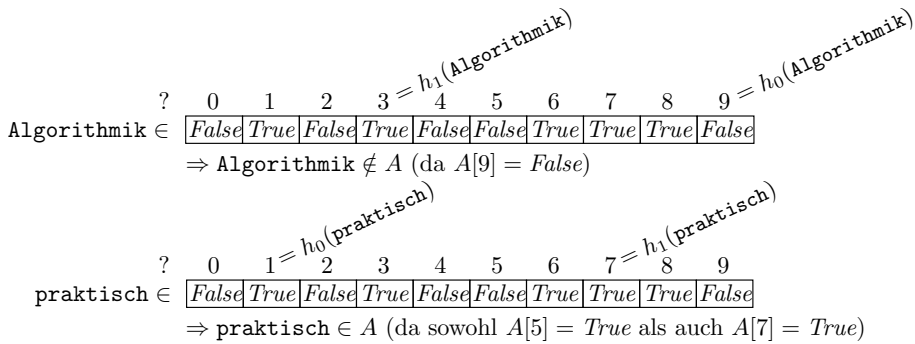 = h₁(Algorithmik)
= h₀(Algorithmik)
? 0 1 2 3 4 5 6 7 8 9
Algorithmik ∈ False True False True False False True True True False
⇒ Algorithmik ∉ A (da A[9] = False)
= h₀(praktisch)
= h₁(praktisch)
? 0 1 2 3 4 5 6 7 8 9
praktisch ∈ False True False True False False True True True False
⇒ praktisch ∈ A (da sowohl A[5] = True als auch A[7] = True)